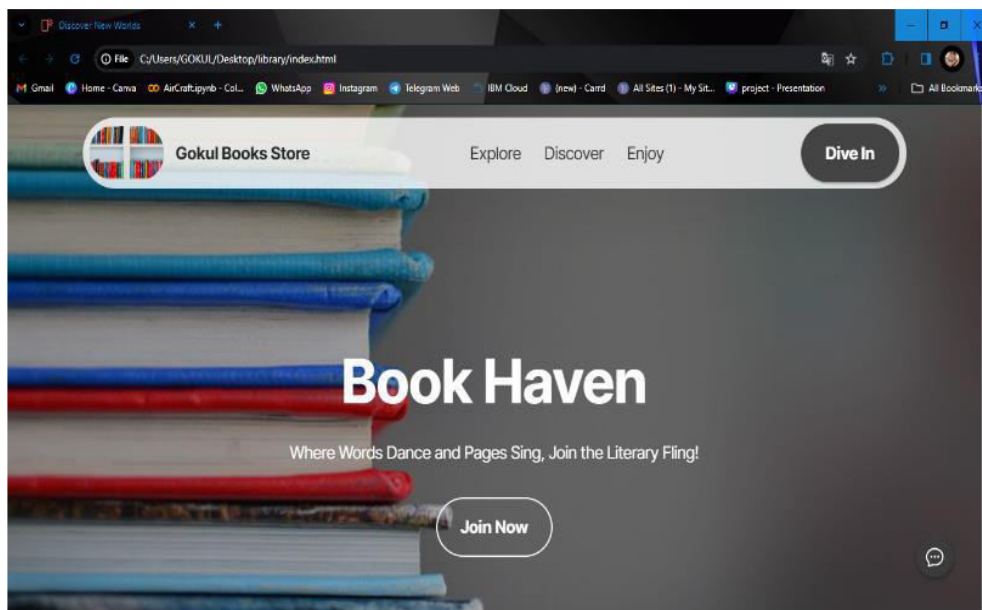 Discover New Worlds
File C:/Users/GOKUL/Desktop/library/index.html
Gmail Home - Canva AirCraft.ipynb - Col... WhatsApp Instagram Telegram Web IBM Cloud (new) - Carrd All Sites (1) - My Sit... project - Presentation All Bookmark
Gokul Books Store Explore Discover Enjoy Dive In
Book Haven
Where Words Dance and Pages Sing, Join the Literary Fling!
Join Now